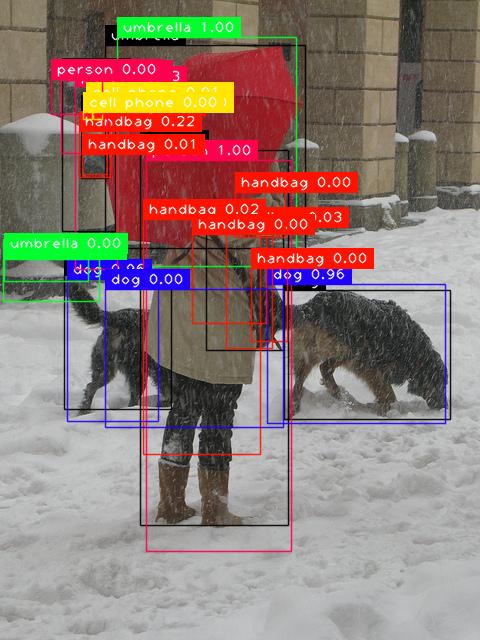 umbrella 1.00
umbrella
person 0.00
3
cell phone 0.01
cell phone 0.00
handbag 0.22
handbag 0.01
person 1.00
handbag 0.00
handbag 0.02
0.03
handbag 0.00
umbrella 0.00
handbag 0.00
dog 0.96
dog 0.96
dog 0.00